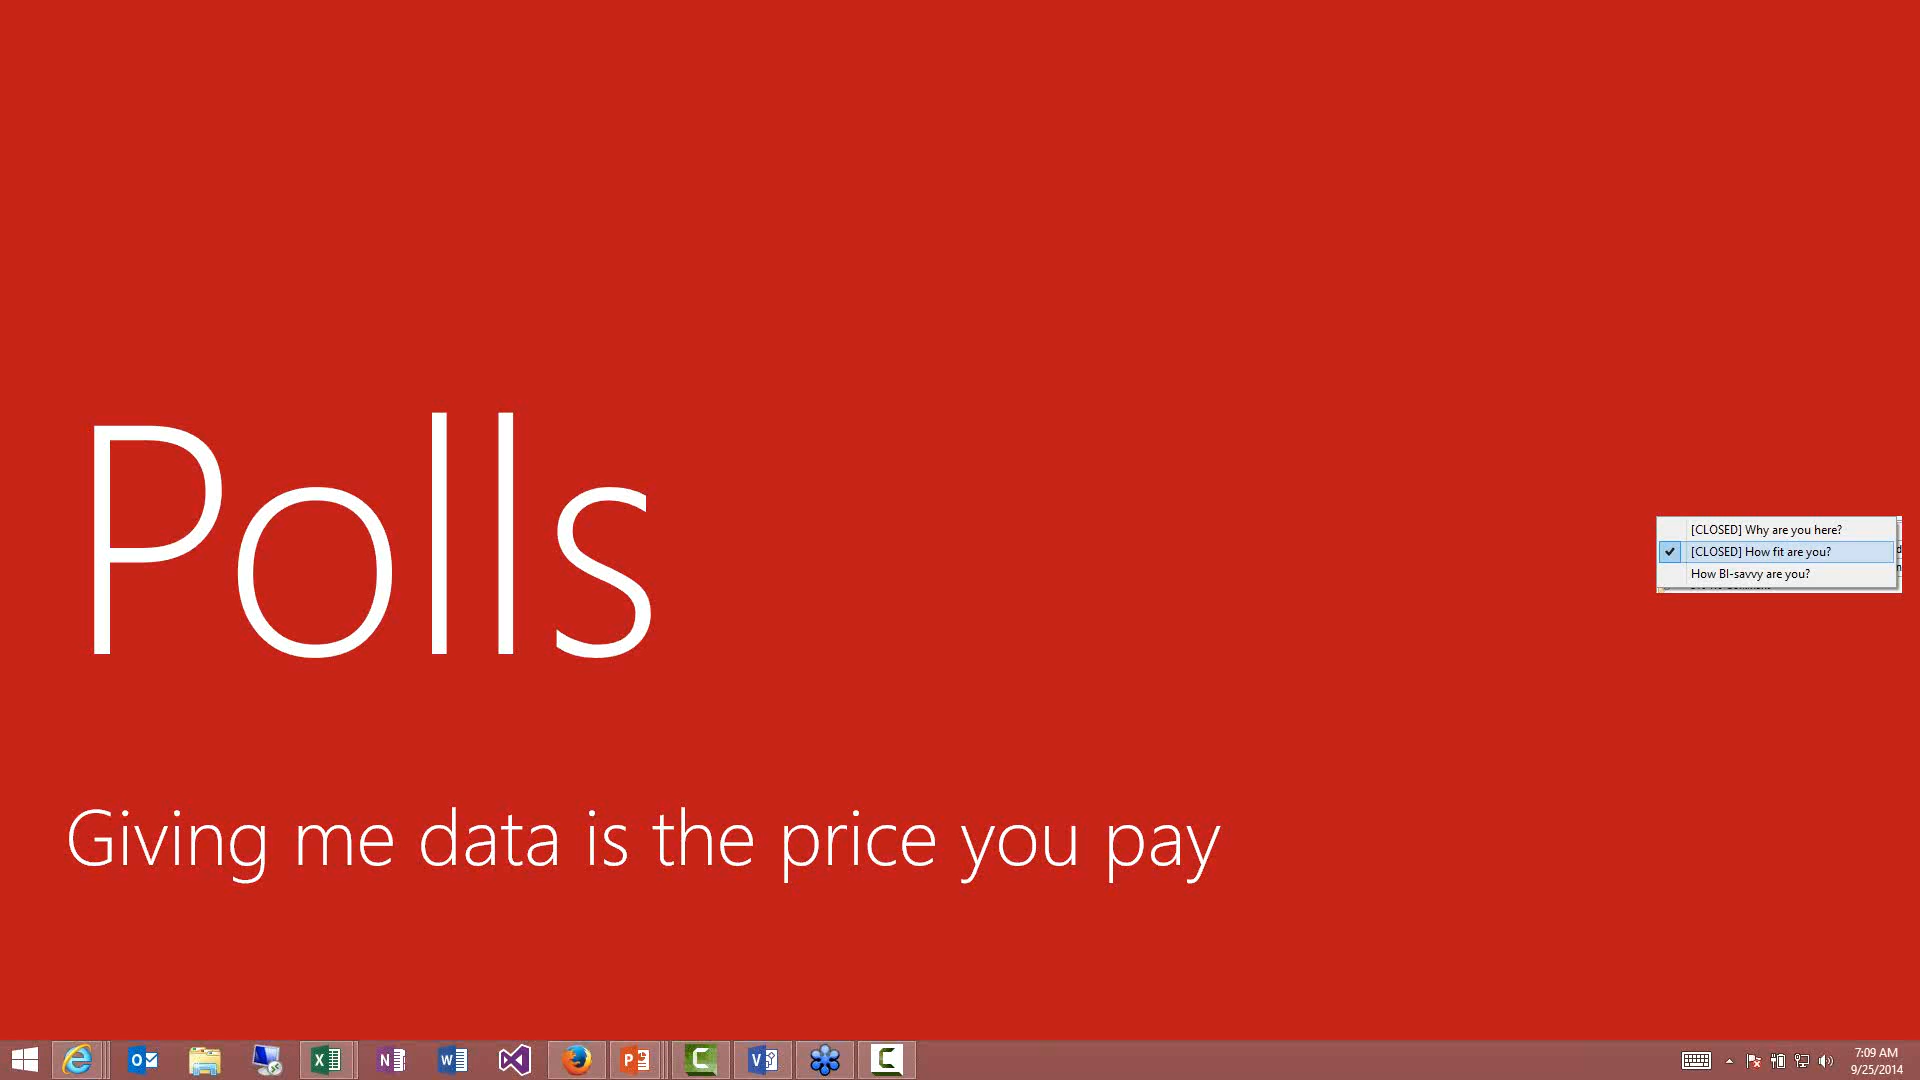 Polls
Giving me data is the price you pay
[CLOSED] Why are you here?
[CLOSED] How fit are you?
How BI-savvy are you?
7:09 AM
9/25/2014